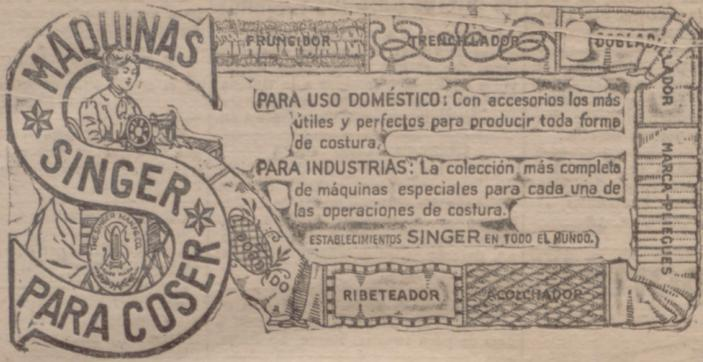 MÁQUINAS
SINGER
PARA COSER
FRUNCIDOR
TRENCILLADOR
DOBLADILLADOR
MARCA-PLIEGUES
PARA USO DOMÉSTICO: Con accesorios los más
útiles y perfectos para producir toda forma
de costura.
PARA INDUSTRIAS: La colección más completa
de máquinas especiales para cada una de
las operaciones de costura.
ESTABLECIMIENTOS SINGER EN TODO EL MUNDO.
RIBETEADOR
ACOLCHADOR